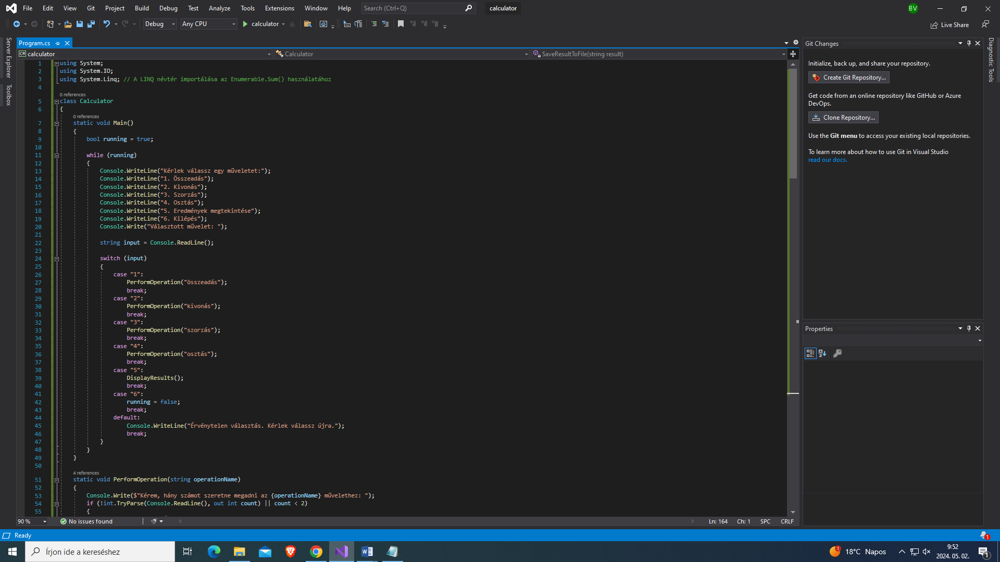 File Edit View Git Project Build Debug Test Analyze Tools Extensions Window Help Search (Ctrl+Q) calculator BV
Debug Any CPU calculator Live Share
Server Explorer
Toolbox
Program.cs
calculator Calculator SaveResultToFile(string result)
1 using System;
2 using System.IO;
3 using System.Linq; // A LINQ névtér importálása az Enumerable.Sum() használatához
4
0 references
5 class Calculator
6 {
0 references
7 static void Main()
8 {
9 bool running = true;
10
11 while (running)
12 {
13 Console.WriteLine("Kérlek válassz egy műveletet:");
14 Console.WriteLine("1. Összeadás");
15 Console.WriteLine("2. Kivonás");
16 Console.WriteLine("3. Szorzás");
17 Console.WriteLine("4. Osztás");
18 Console.WriteLine("5. Eredmények megtekintése");
19 Console.WriteLine("6. Kilépés");
20 Console.Write("Választott művelet: ");
21
22 string input = Console.ReadLine();
23
24 switch (input)
25 {
26 case "1":
27 PerformOperation("összeadás");
28 break;
29 case "2":
30 PerformOperation("kivonás");
31 break;
32 case "3":
33 PerformOperation("szorzás");
34 break;
35 case "4":
36 PerformOperation("osztás");
37 break;
38 case "5":
39 DisplayResults();
40 break;
41 case "6":
42 running = false;
43 break;
44 default:
45 Console.WriteLine("Érvénytelen választás. Kérlek válassz újra.");
46 break;
47 }
48 }
49 }
50
4 references
51 static void PerformOperation(string operationName)
52 {
53 Console.Write($"Kérem, hány számot szeretne megadni az {operationName} művelethez: ");
54 if (!int.TryParse(Console.ReadLine(), out int count) || count < 2)
55 {
90 % No issues found Ln: 164 Ch: 1 SPC CRLF
Git Changes
Initialize, back up, and share your repository.
Create Git Repository...
Get code from an online repository like GitHub or Azure
DevOps.
Clone Repository...
Use the Git menu to access your existing local repositories.
To learn more about how to use Git in Visual Studio
read our docs.
Properties
Diagnostic Tools
Ready 1
Írjon ide a kereséshez 1 18°C Napos 9:52
2024. 05. 02. 1